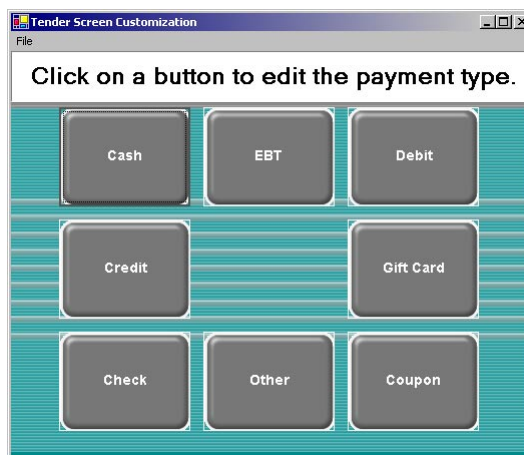 Tender Screen Customization
File
Click on a button to edit the payment type.
Cash EBT Debit
Credit Gift Card
Check Other Coupon